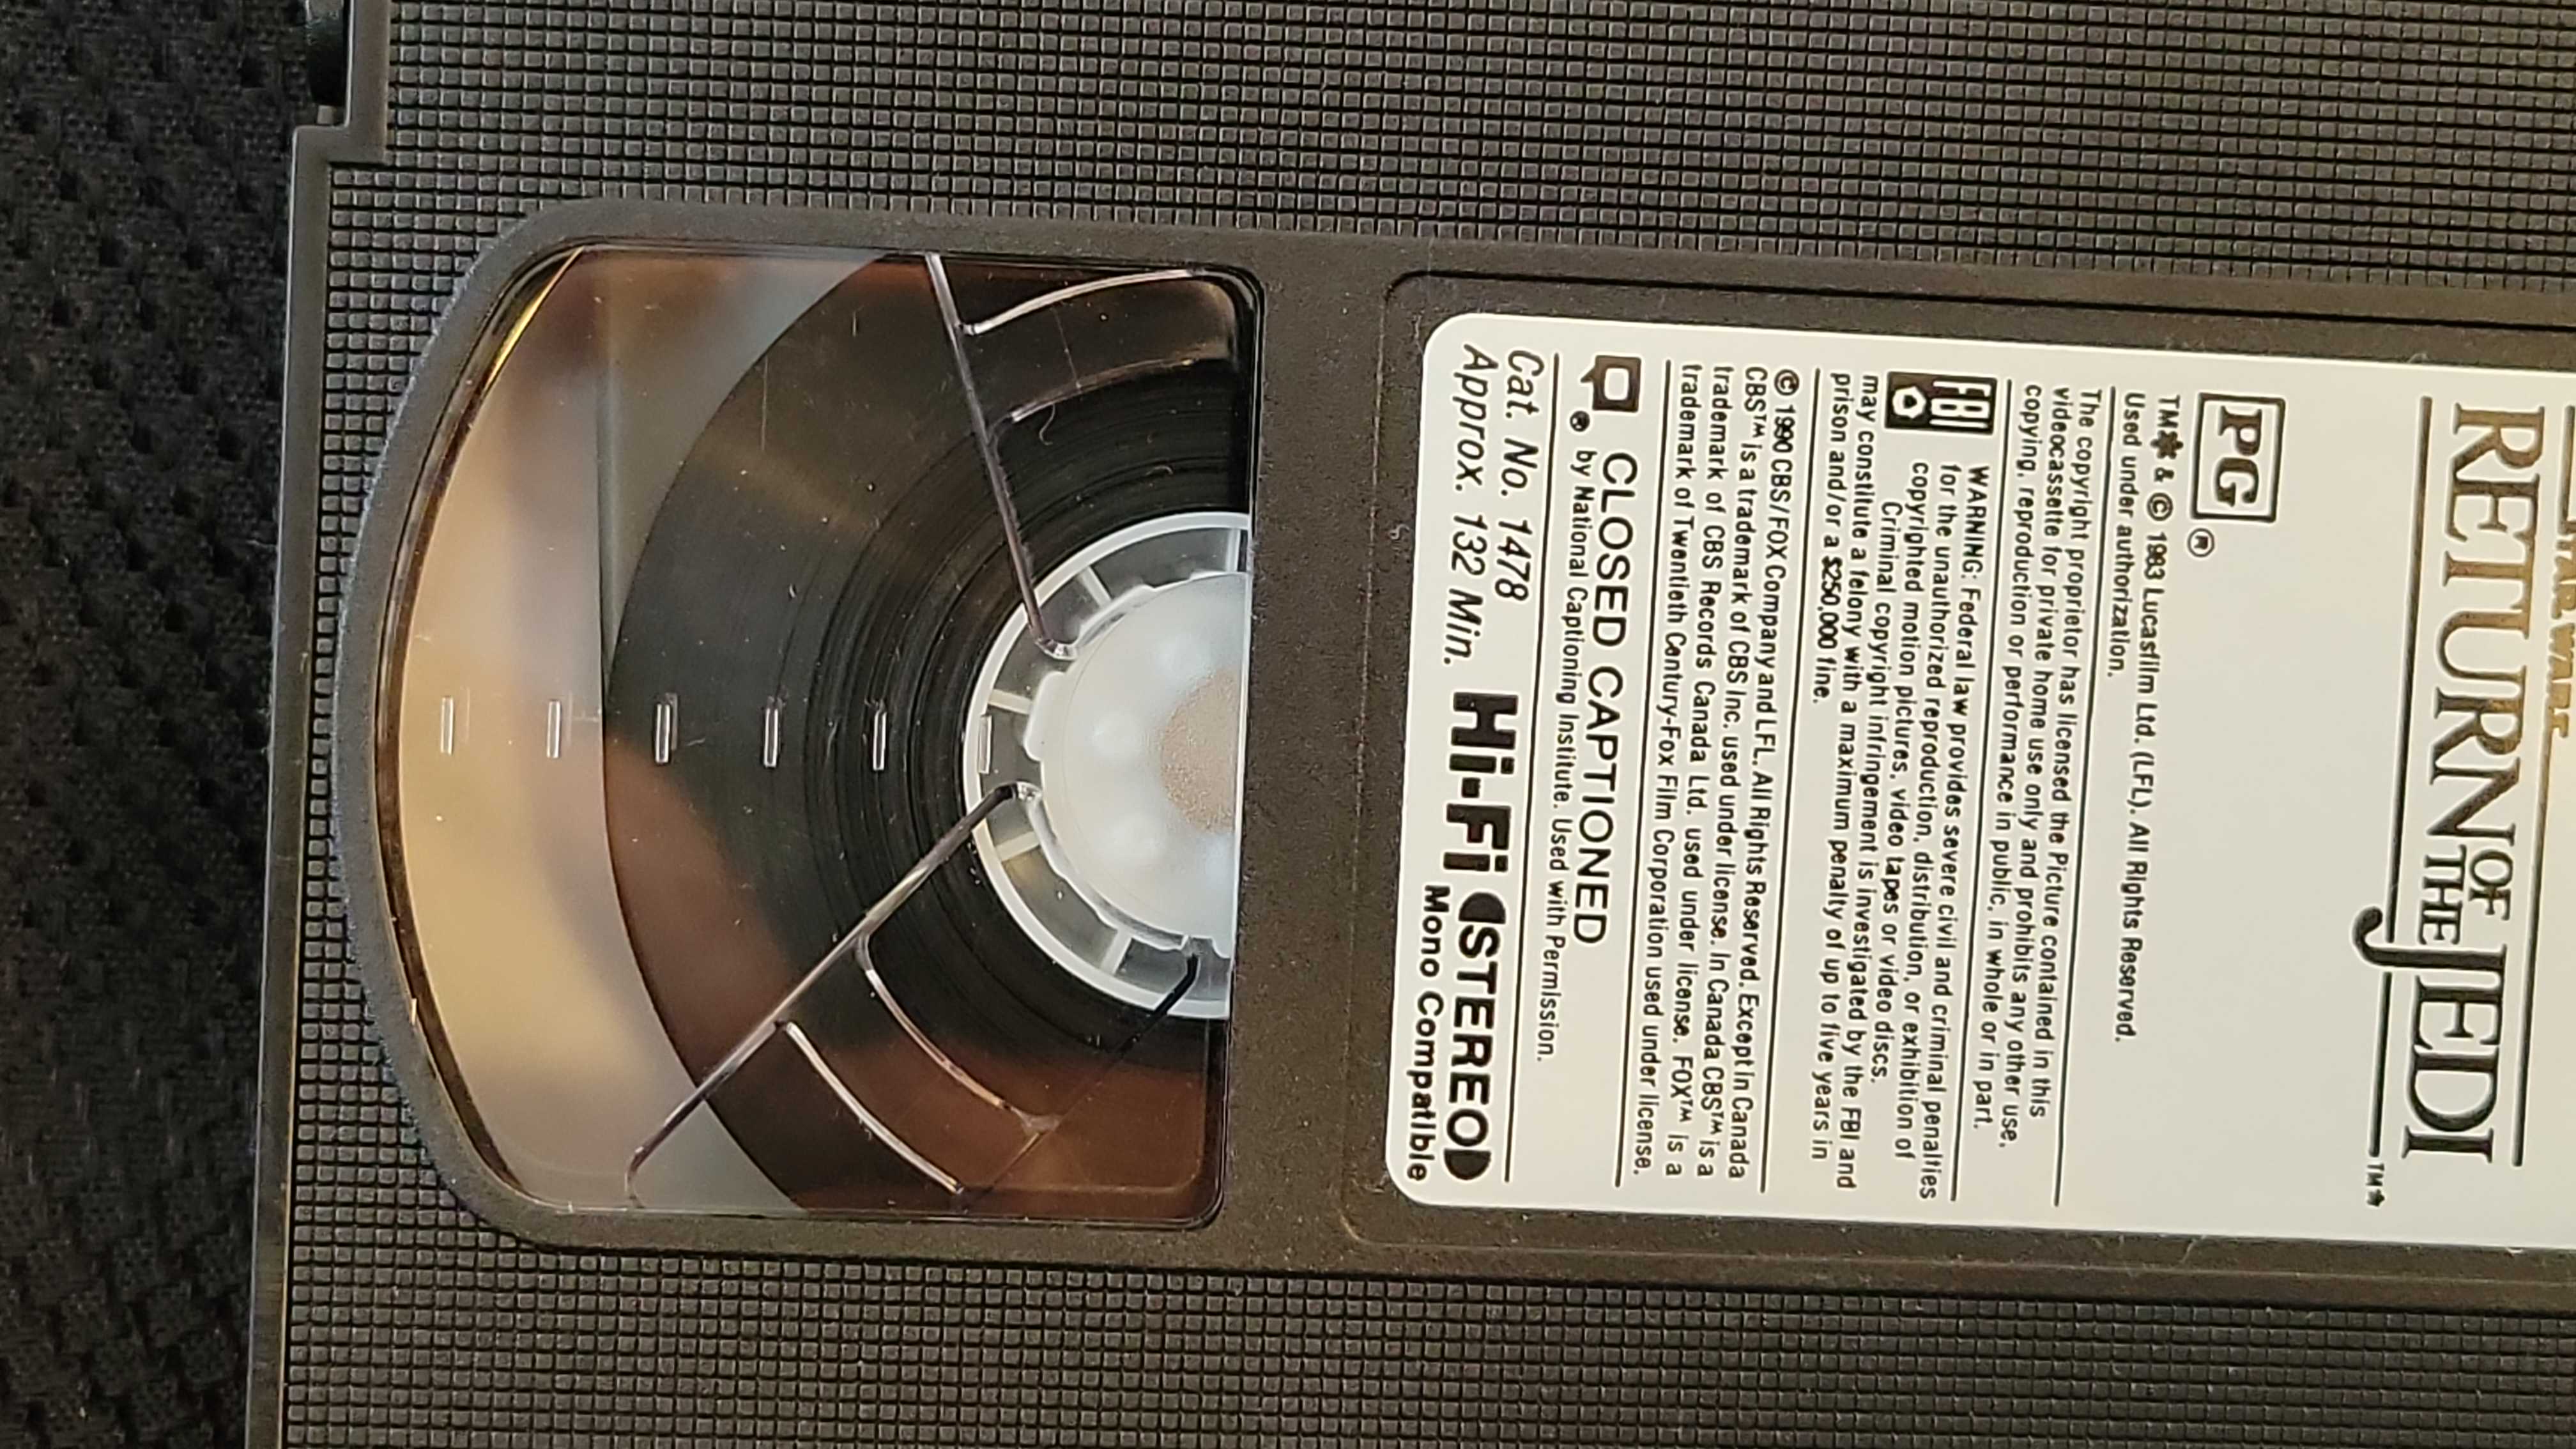 STAR WARS
RETURN OF THE JEDI TM*
PG ®
TM* & © 1983 Lucasfilm Ltd. (LFL). All Rights Reserved.
Used under authorization.
The copyright proprietor has licensed the Picture contained in this
videocassette for private home use only and prohibits any other use,
copying, reproduction or performance in public, in whole or in part.
FBI WARNING: Federal law provides severe civil and criminal penalties
for the unauthorized reproduction, distribution, or exhibition of
copyrighted motion pictures, video tapes or video discs.
Criminal copyright infringement is investigated by the FBI and
may constitute a felony with a maximum penalty of up to five years in
prison and/or a $250,000 fine.
© 1990 CBS/FOX Company and LFL. All Rights Reserved. Except in Canada
CBS™ is a trademark of CBS Inc. used under license. In Canada CBS™ is a
trademark of CBS Records Canada Ltd. used under license. FOX™ is a
trademark of Twentieth Century-Fox Film Corporation used under license.
CLOSED CAPTIONED
® by National Captioning Institute. Used with Permission.
Cat. No. 1478
Approx. 132 Min.
Hi-Fi STEREO
Mono Compatible